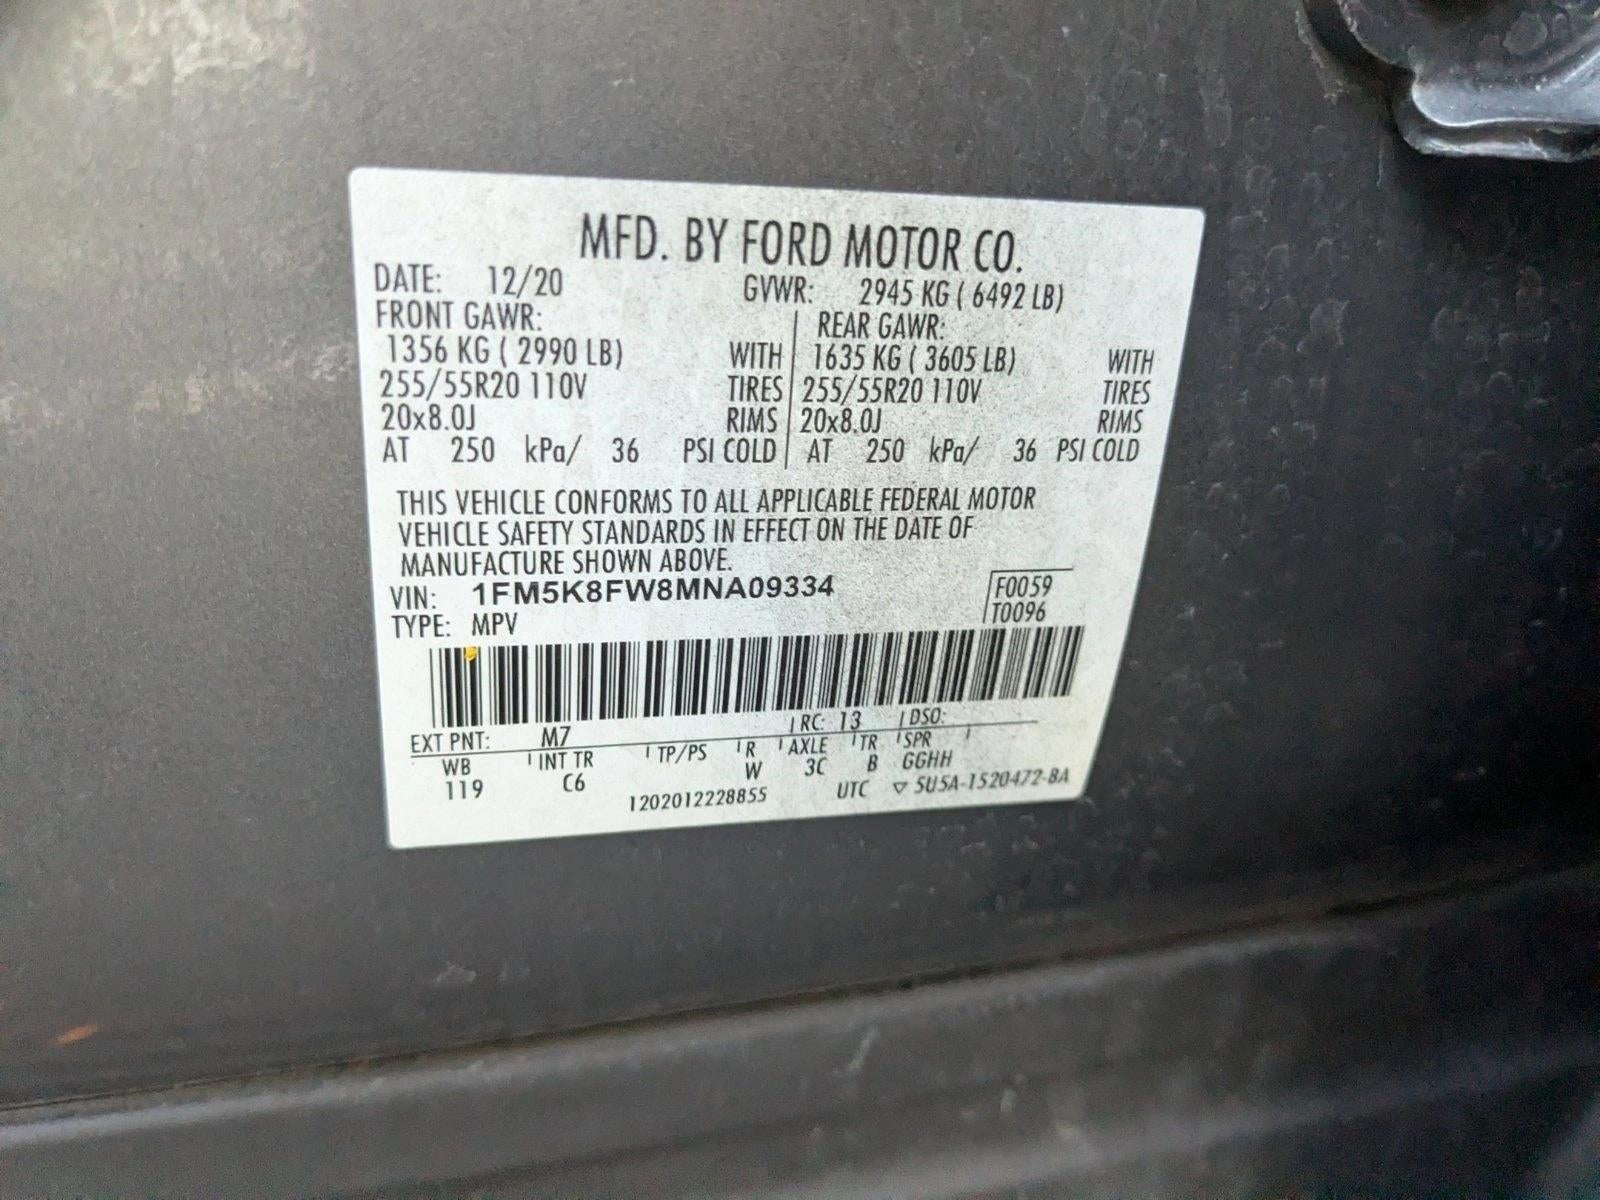 MFD. BY FORD MOTOR CO.
DATE: 12/20 GVWR: 2945 KG ( 6492 LB)
FRONT GAWR: REAR GAWR:
1356 KG ( 2990 LB) WITH 1635 KG ( 3605 LB) WITH
255/55R20 110V TIRES 255/55R20 110V TIRES
20x8.0J RIMS 20x8.0J RIMS
AT 250 kPa/ 36 PSI COLD AT 250 kPa/ 36 PSI COLD
THIS VEHICLE CONFORMS TO ALL APPLICABLE FEDERAL MOTOR
VEHICLE SAFETY STANDARDS IN EFFECT ON THE DATE OF
MANUFACTURE SHOWN ABOVE.
VIN: 1FM5K8FW8MNA09334 F0059
TYPE: MPV T0096
EXT PNT: M7 RC: 13 DSO:
WB INT TR TP/PS R AXLE TR SPR
119 C6 W 3C B GGHH
1202012228855 UTC ▽ 5U5A-1520472-BA